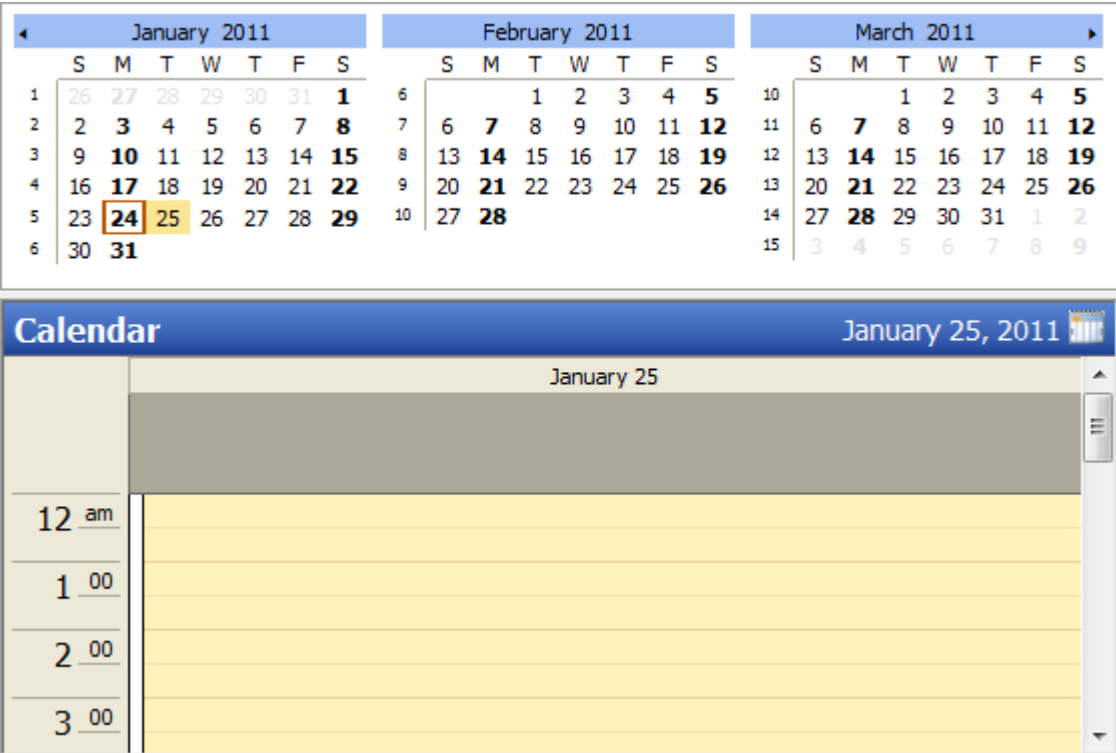 January 2011 February 2011 March 2011
S M T W T F S S M T W T F S S M T W T F S
1 26 27 28 29 30 31 1 6 1 2 3 4 5 10 1 2 3 4 5
2 2 3 4 5 6 7 8 7 6 7 8 9 10 11 12 11 6 7 8 9 10 11 12
3 9 10 11 12 13 14 15 8 13 14 15 16 17 18 19 12 13 14 15 16 17 18 19
4 16 17 18 19 20 21 22 9 20 21 22 23 24 25 26 13 20 21 22 23 24 25 26
5 23 24 25 26 27 28 29 10 27 28 14 27 28 29 30 31 1 2
6 30 31 15 3 4 5 6 7 8 9
Calendar January 25, 2011
January 25
12 am
1 00
2 00
3 00